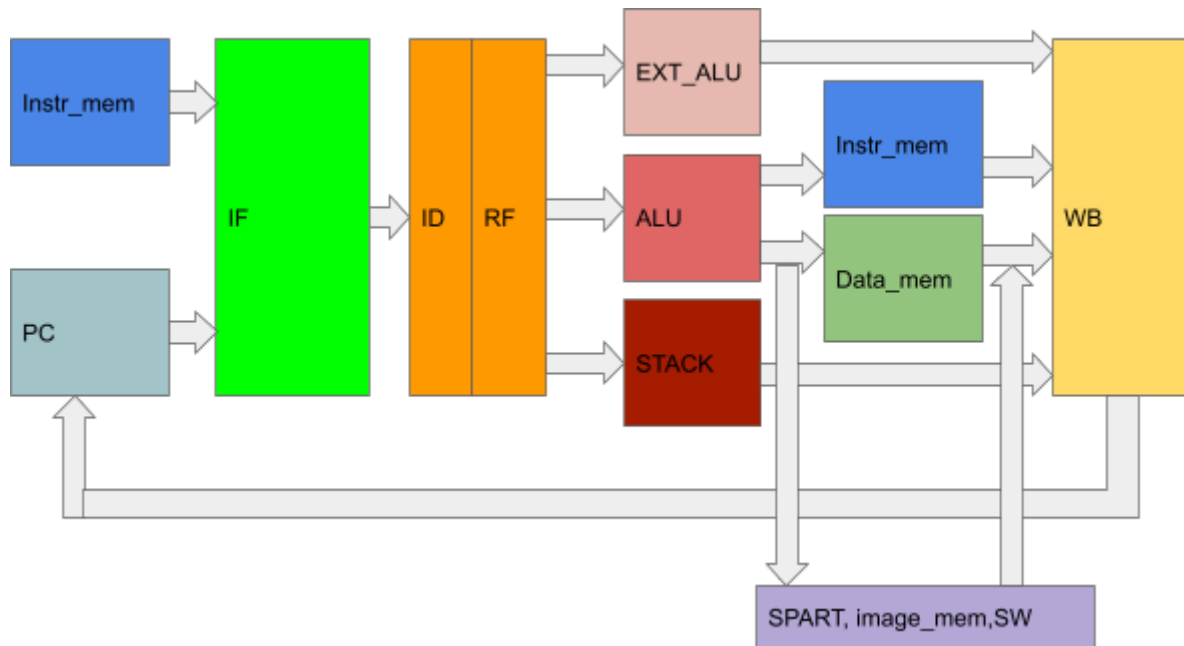 Instr_mem
IF
ID
RF
EXT_ALU
Instr_mem
WB
ALU
Data_mem
PC
STACK
SPART, image_mem,SW